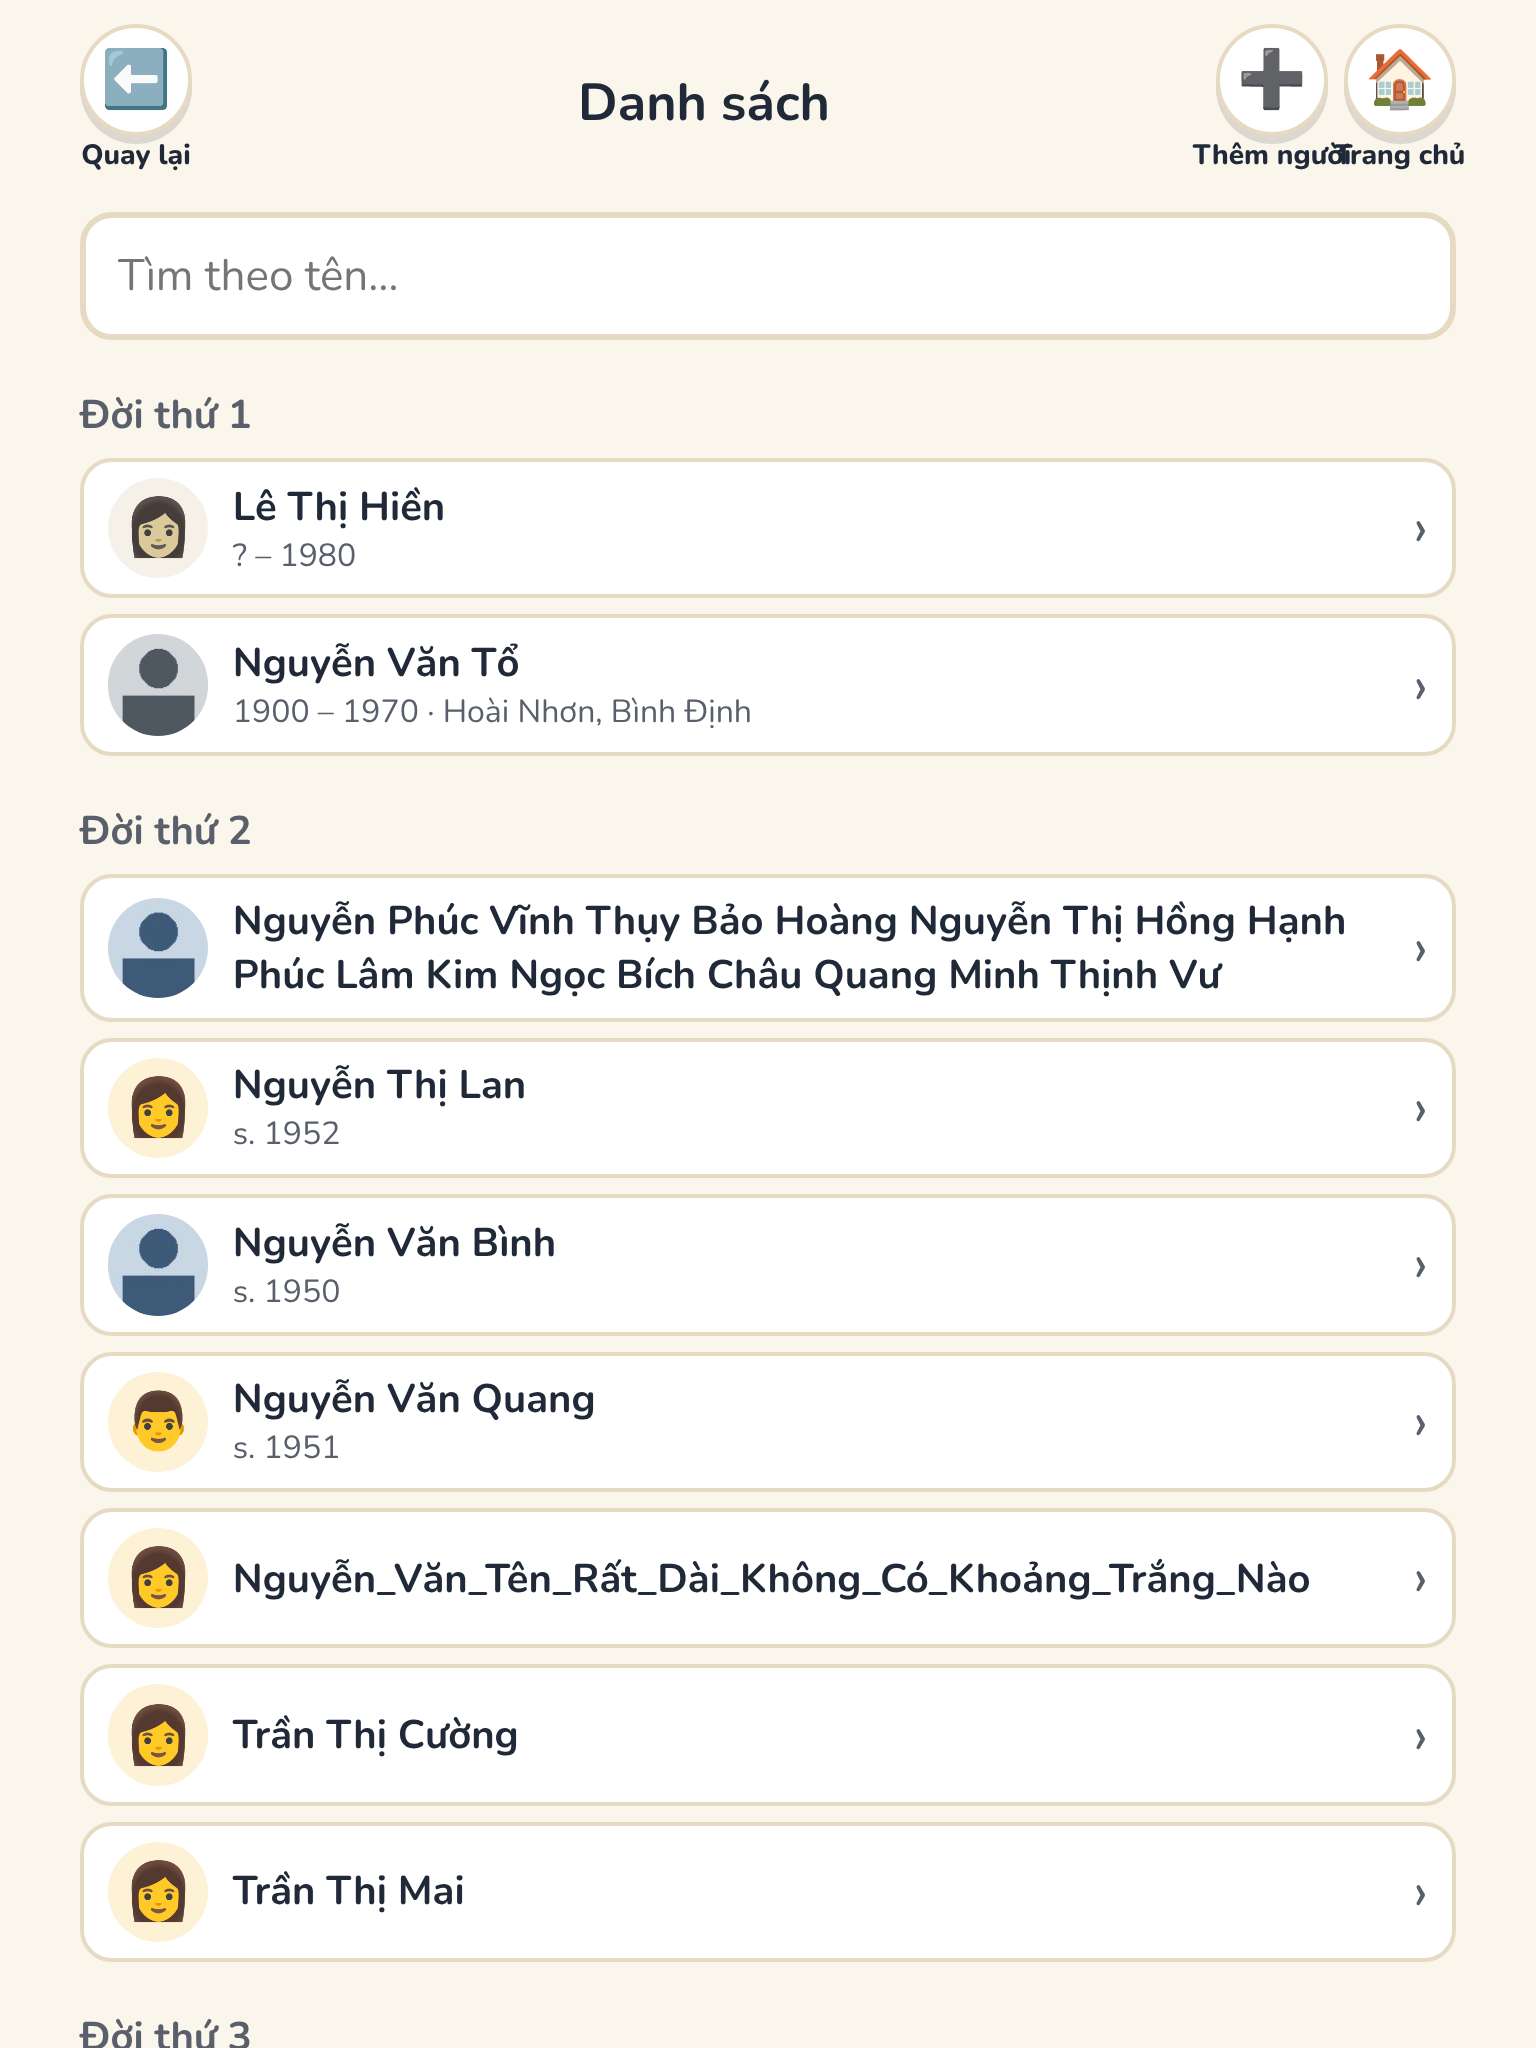 Danh sách
Quay lại
Thêm người
Trang chủ
Tìm theo tên...
Đời thứ 1
Lê Thị Hiền
? – 1980
›
Nguyễn Văn Tổ
1900 – 1970 · Hoài Nhơn, Bình Định
›
Đời thứ 2
Nguyễn Phúc Vĩnh Thụy Bảo Hoàng Nguyễn Thị Hồng Hạnh
Phúc Lâm Kim Ngọc Bích Châu Quang Minh Thịnh Vư
›
Nguyễn Thị Lan
s. 1952
›
Nguyễn Văn Bình
s. 1950
›
Nguyễn Văn Quang
s. 1951
›
Nguyễn_Văn_Tên_Rất_Dài_Không_Có_Khoảng_Trắng_Nào
›
Trần Thị Cường
›
Trần Thị Mai
›
Đời thứ 3